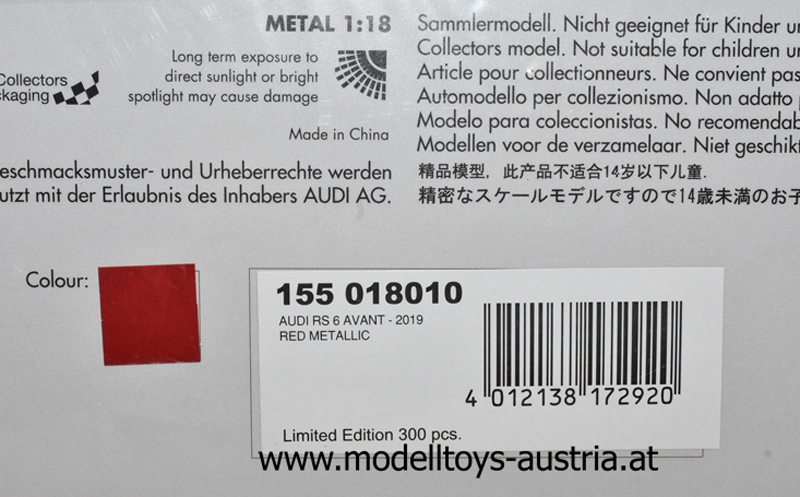 METAL 1:18
Long term exposure to
direct sunlight or bright
spotlight may cause damage
Collectors
ckaging
Made in China
eschmacksmuster- und Urheberrechte werden
utzt mit der Erlaubnis des Inhabers AUDI AG.
Sammlermodell. Nicht geeignet für Kinder un
Collectors model. Not suitable for children un
Article pour collectionneurs. Ne convient pas
Automodello per collezionismo. Non adatto
Modelo para coleccionistas. No recomendab
Modellen voor de verzamelaar. Niet geschikt
精品模型，此产品不适合14岁以下儿童.
精密なスケールモデルですので14歳未満のお子
Colour:
155 018010
AUDI RS 6 AVANT - 2019
RED METALLIC
4 012138 172920
Limited Edition 300 pcs.
www.modelltoys-austria.at